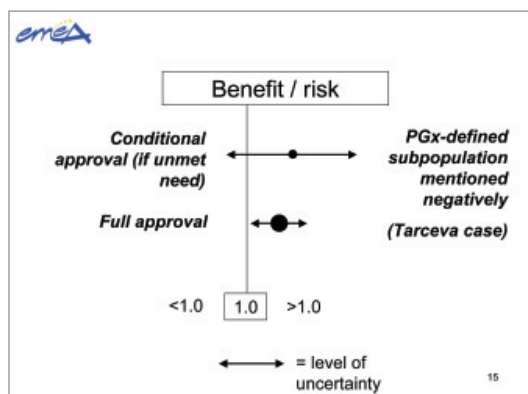 emeA
Benefit / risk
Conditional
approval (if unmet
need)
PGx-defined
subpopulation
mentioned
negatively
Full approval
(Tarceva case)
<1.0
1.0
>1.0
= level of
uncertainty
15